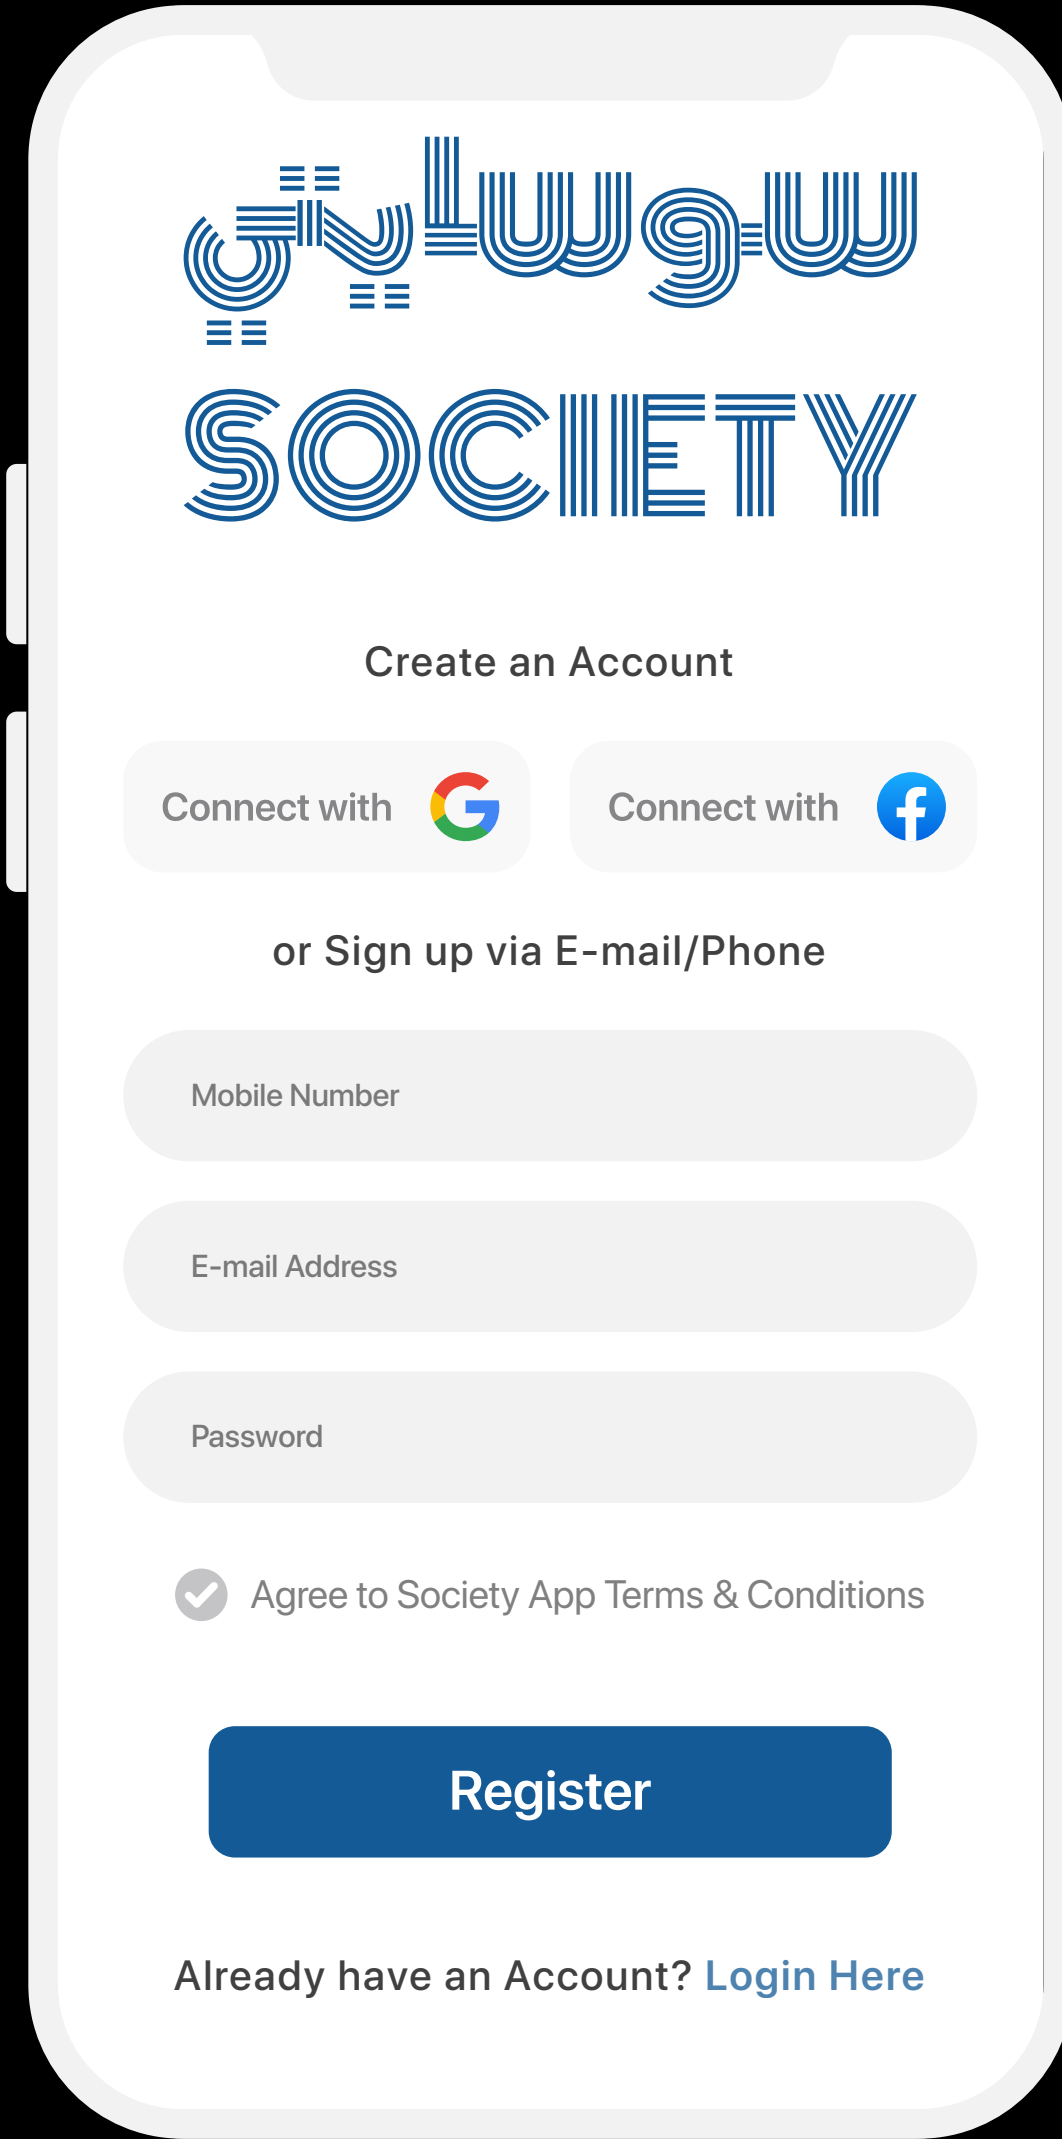 سوسايتي
SOCIETY
Create an Account
Connect with
Connect with
or Sign up via E-mail/Phone
Mobile Number
E-mail Address
Password
Agree to Society App Terms & Conditions
Register
Already have an Account? Login Here